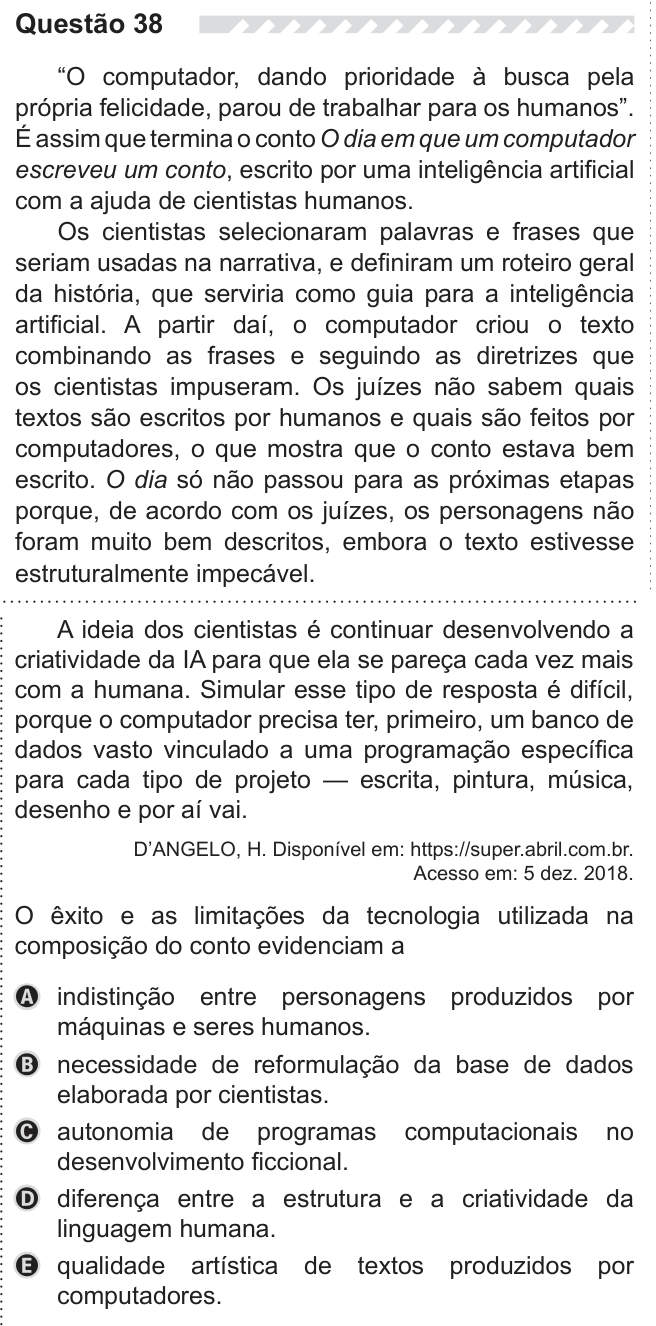 Questão 38
“O computador, dando prioridade à busca pela
própria felicidade, parou de trabalhar para os humanos”.
É assim que termina o conto O dia em que um computador
escreveu um conto, escrito por uma inteligência artificial
com a ajuda de cientistas humanos.
Os cientistas selecionaram palavras e frases que
seriam usadas na narrativa, e definiram um roteiro geral
da história, que serviria como guia para a inteligência
artificial. A partir daí, o computador criou o texto
combinando as frases e seguindo as diretrizes que
os cientistas impuseram. Os juízes não sabem quais
textos são escritos por humanos e quais são feitos por
computadores, o que mostra que o conto estava bem
escrito. O dia só não passou para as próximas etapas
porque, de acordo com os juízes, os personagens não
foram muito bem descritos, embora o texto estivesse
estruturalmente impecável.
A ideia dos cientistas é continuar desenvolvendo a
criatividade da IA para que ela se pareça cada vez mais
com a humana. Simular esse tipo de resposta é difícil,
porque o computador precisa ter, primeiro, um banco de
dados vasto vinculado a uma programação específica
para cada tipo de projeto — escrita, pintura, música,
desenho e por aí vai.
D’ANGELO, H. Disponível em: https://super.abril.com.br.
Acesso em: 5 dez. 2018.
O êxito e as limitações da tecnologia utilizada na
composição do conto evidenciam a
A indistinção entre personagens produzidos por
máquinas e seres humanos.
B necessidade de reformulação da base de dados
elaborada por cientistas.
C autonomia de programas computacionais no
desenvolvimento ficcional.
D diferença entre a estrutura e a criatividade da
linguagem humana.
E qualidade artística de textos produzidos por
computadores.